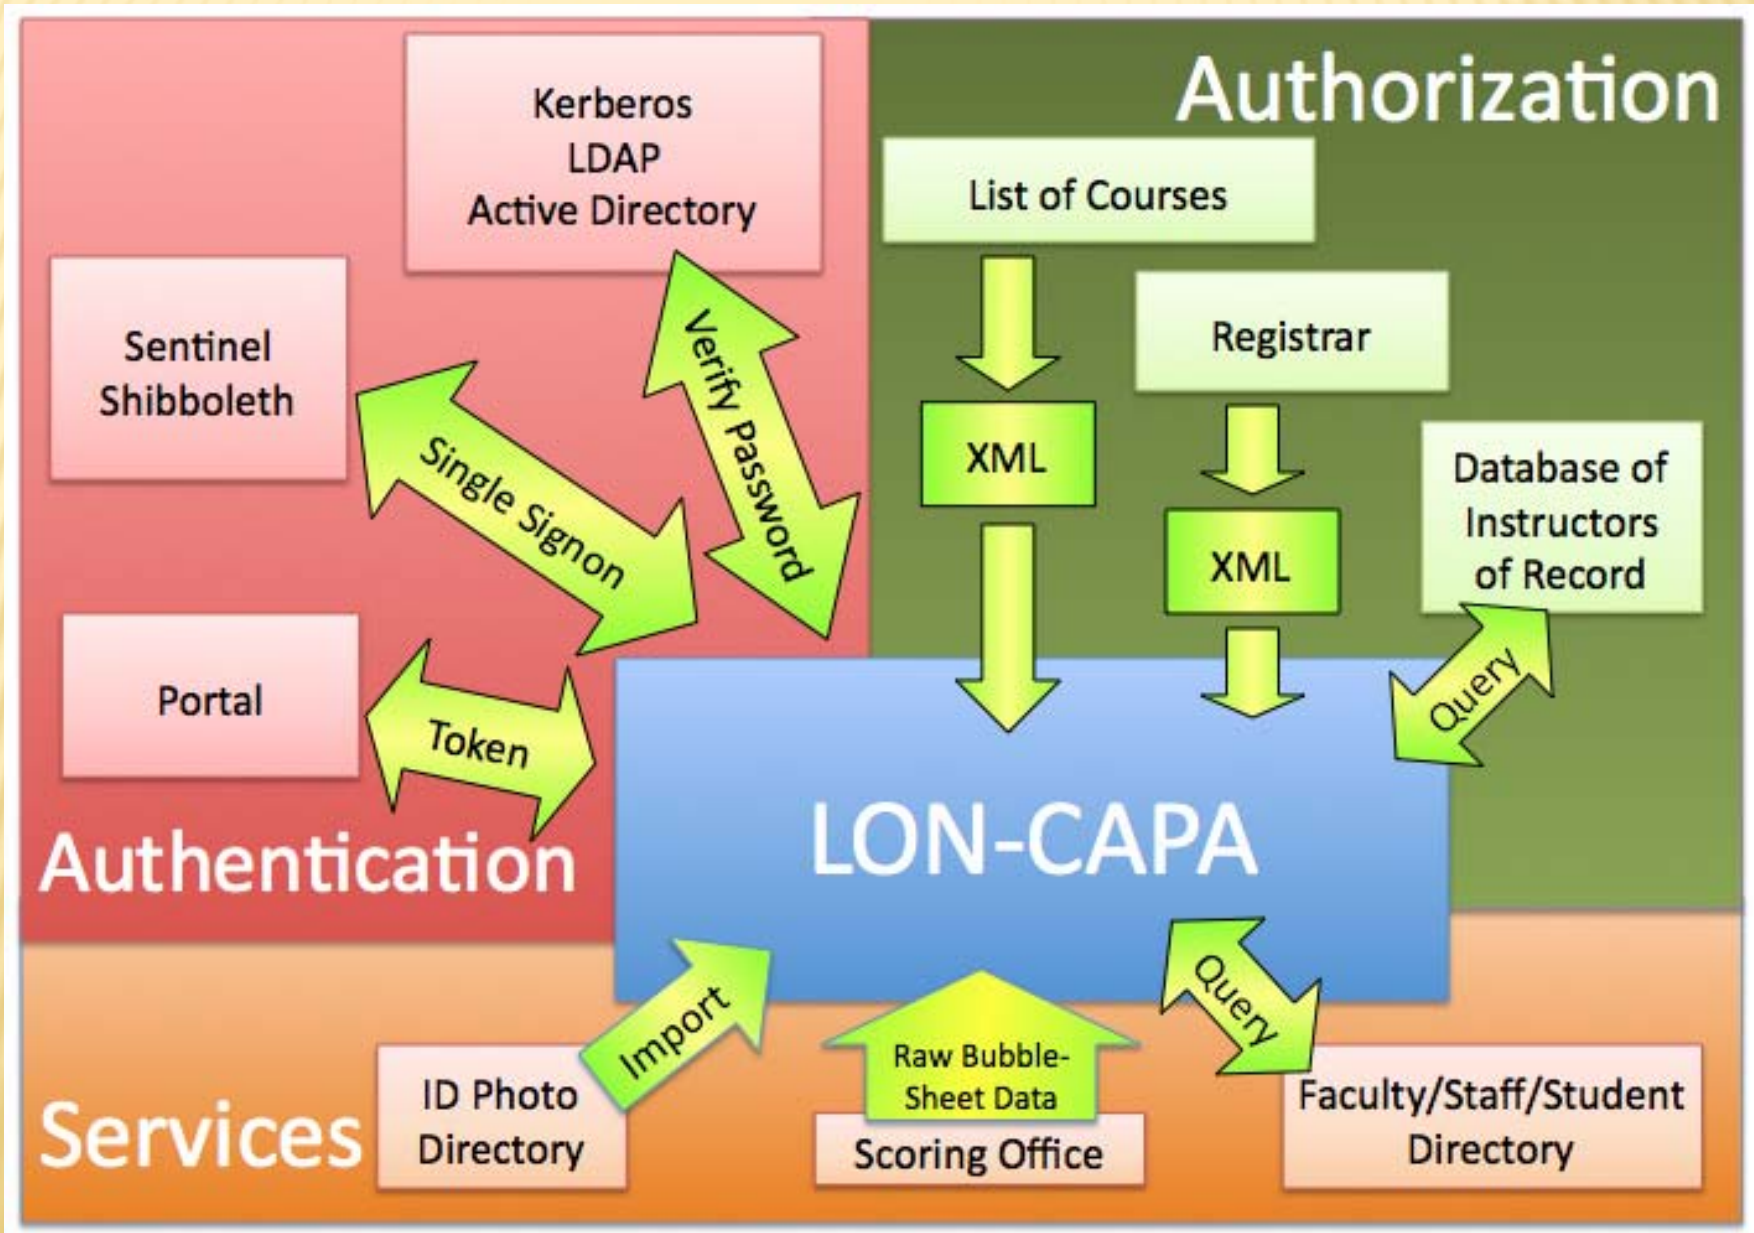 Authentication
Kerberos
LDAP
Active Directory
Verify Password
Sentinel
Shibboleth
Single Signon
Portal
Token
Authorization
List of Courses
XML
Registrar
XML
Database of
Instructors
of Record
Query
LON-CAPA
Services
ID Photo
Directory
Import
Raw Bubble-
Sheet Data
Scoring Office
Query
Faculty/Staff/Student
Directory